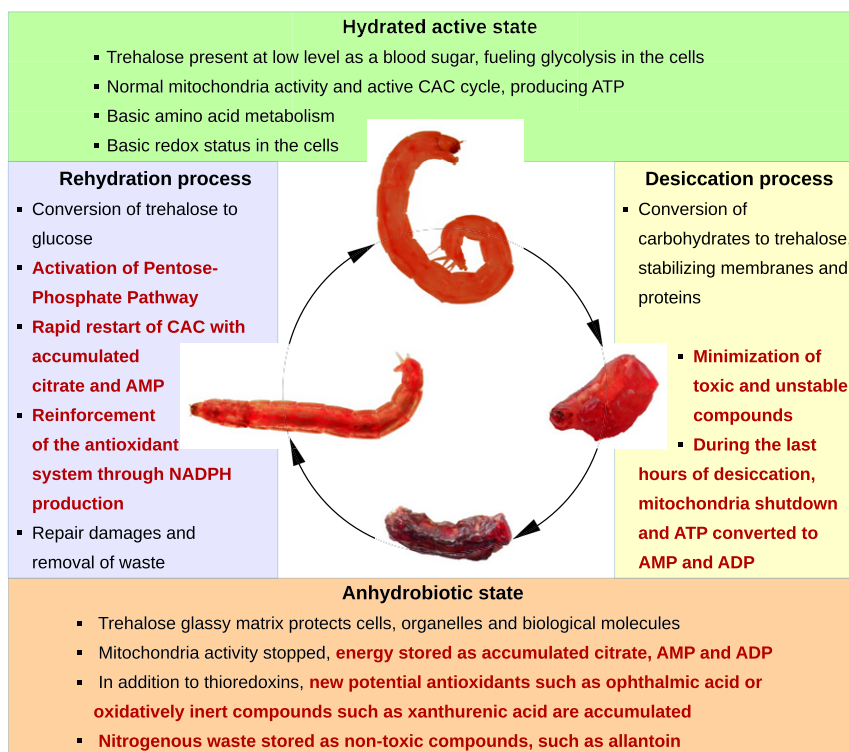 Hydrated active state
▪ Trehalose present at low level as a blood sugar, fueling glycolysis in the cells
▪ Normal mitochondria activity and active CAC cycle, producing ATP
▪ Basic amino acid metabolism
▪ Basic redox status in the cells
Rehydration process
▪ Conversion of trehalose to
glucose
▪ Activation of Pentose-
Phosphate Pathway
▪ Rapid restart of CAC with
accumulated
citrate and AMP
▪ Reinforcement
of the antioxidant
system through NADPH
production
▪ Repair damages and
removal of waste
Desiccation process
▪ Conversion of
carbohydrates to trehalose,
stabilizing membranes and
proteins
▪ Minimization of
toxic and unstable
compounds
▪ During the last
hours of desiccation,
mitochondria shutdown
and ATP converted to
AMP and ADP
Anhydrobiotic state
▪ Trehalose glassy matrix protects cells, organelles and biological molecules
▪ Mitochondria activity stopped, energy stored as accumulated citrate, AMP and ADP
▪ In addition to thioredoxins, new potential antioxidants such as ophthalmic acid or
oxidatively inert compounds such as xanthurenic acid are accumulated
▪ Nitrogenous waste stored as non-toxic compounds, such as allantoin